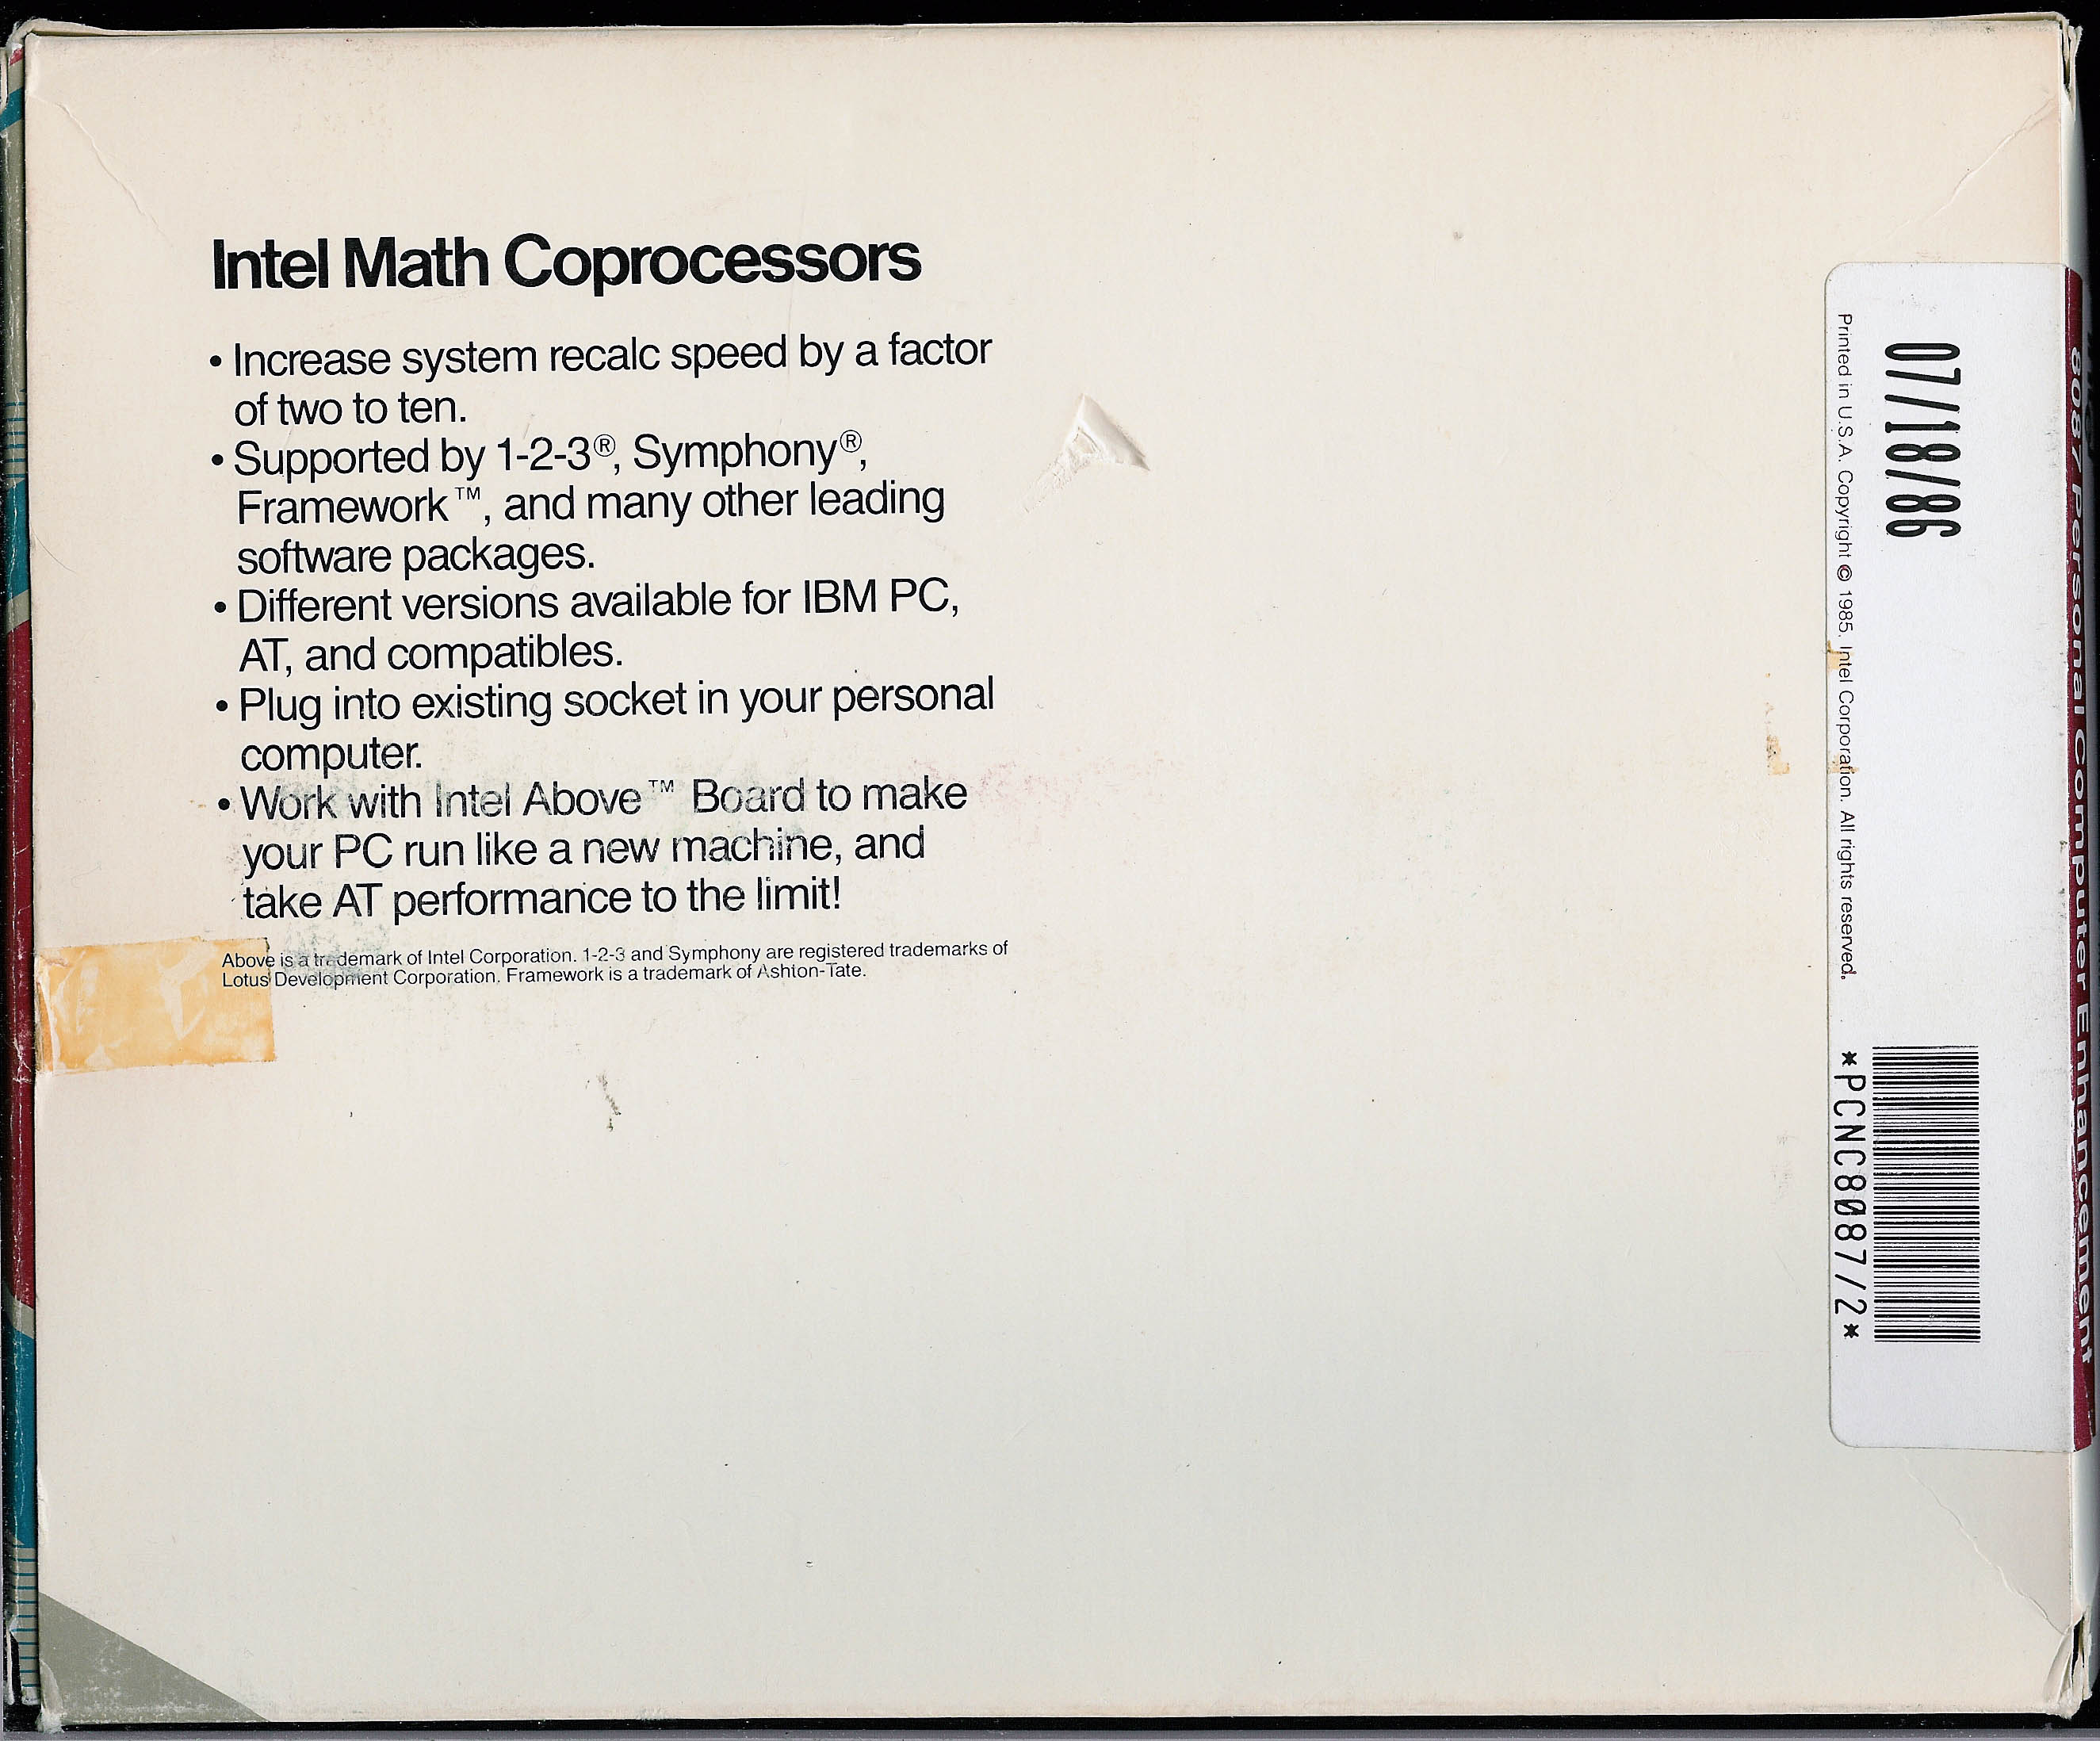 Intel Math Coprocessors
• Increase system recalc speed by a factor
of two to ten.
• Supported by 1-2-3®, Symphony®,
Framework™, and many other leading
software packages.
• Different versions available for IBM PC,
AT, and compatibles.
• Plug into existing socket in your personal
computer.
• Work with Intel Above™ Board to make
your PC run like a new machine, and
take AT performance to the limit!
Above is a trademark of Intel Corporation. 1-2-3 and Symphony are registered trademarks of
Lotus Development Corporation. Framework is a trademark of Ashton-Tate.
07/18/86
Printed in U.S.A. Copyright © 1985. Intel Corporation. All rights reserved.
*PCNC8087/2*
8087 Personal Computer Enhancement